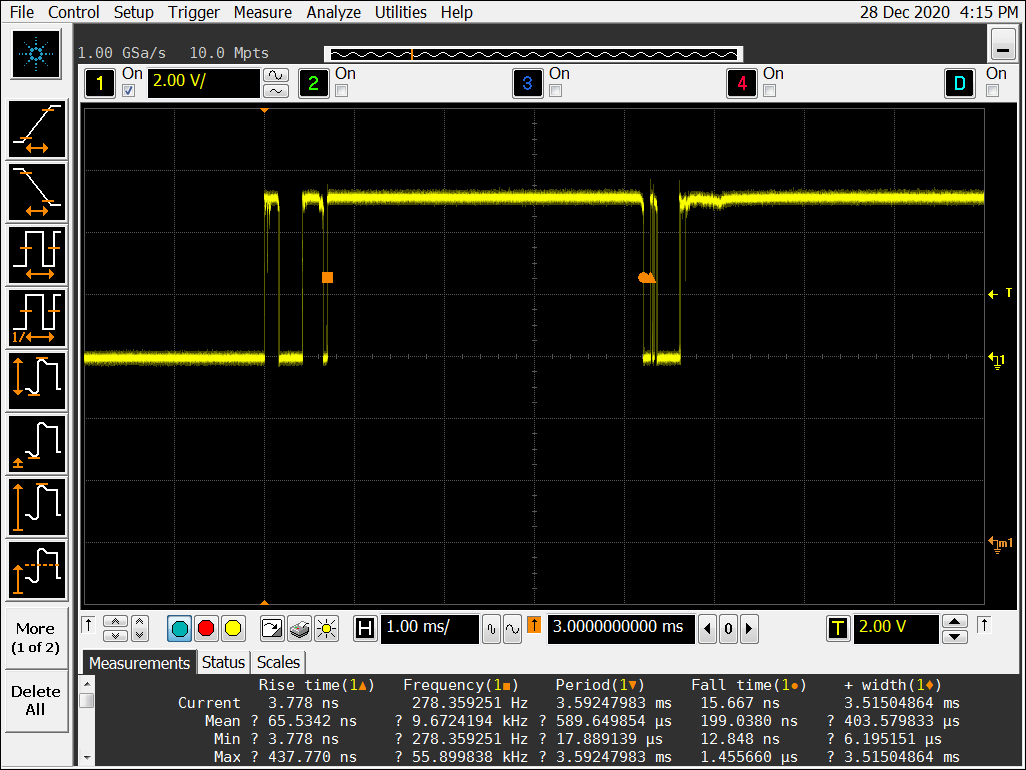 File Control Setup Trigger Measure Analyze Utilities Help 28 Dec 2020 4:15 PM
1.00 GSa/s 10.0 Mpts
1 On 2.00 V/ 2 On 3 On 4 On D On
T
1
m1
1/
More
(1 of 2)
Delete
All
H 1.00 ms/ 3.0000000000 ms 0 T 2.00 V
Measurements Status Scales
Rise time(1▲) Frequency(1■) Period(1▼) Fall time(1●) + width(1♦)
Current 3.778 ns 278.359251 Hz 3.59247983 ms 15.667 ns 3.51504864 ms
Mean ? 65.5342 ns ? 9.6724194 kHz ? 589.649854 µs 199.0380 ns ? 403.579833 µs
Min ? 3.778 ns ? 278.359251 Hz ? 17.889139 µs 12.848 ns ? 6.195151 µs
Max ? 437.770 ns ? 55.899838 kHz ? 3.59247983 ms 1.455660 µs ? 3.51504864 ms